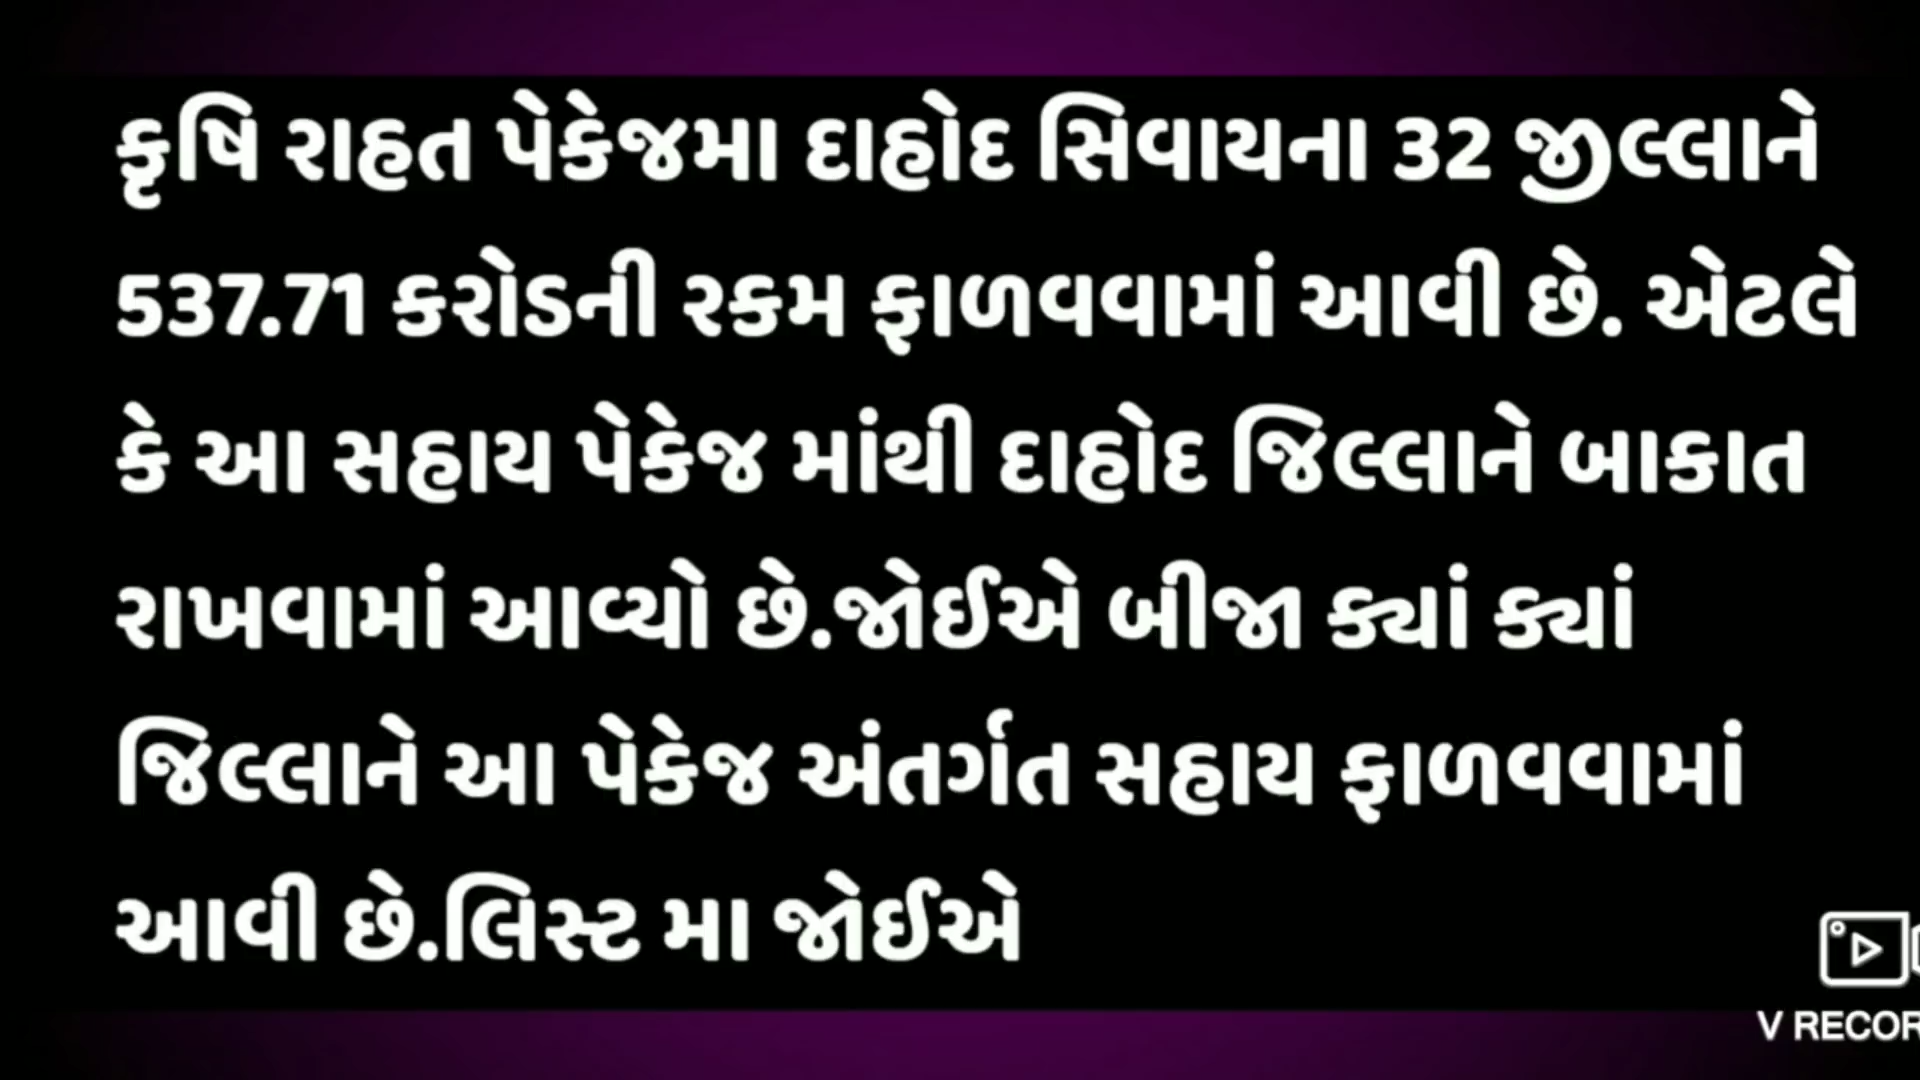 કૃષિ રાહત પેકેજમા દાહોદ સિવાયના 32 જીલ્લાને
537.71 કરોડની રકમ ફાળવવામાં આવી છે. એટલે
કે આ સહાય પેકેજ માંથી દાહોદ જિલ્લાને બાકાત
રાખવામાં આવ્યો છે.જોઈએ બીજા ક્યાં ક્યાં
જિલ્લાને આ પેકેજ અંતર્ગત સહાય ફાળવવામાં
આવી છે.લિસ્ટ મા જોઈએ
V RECOR